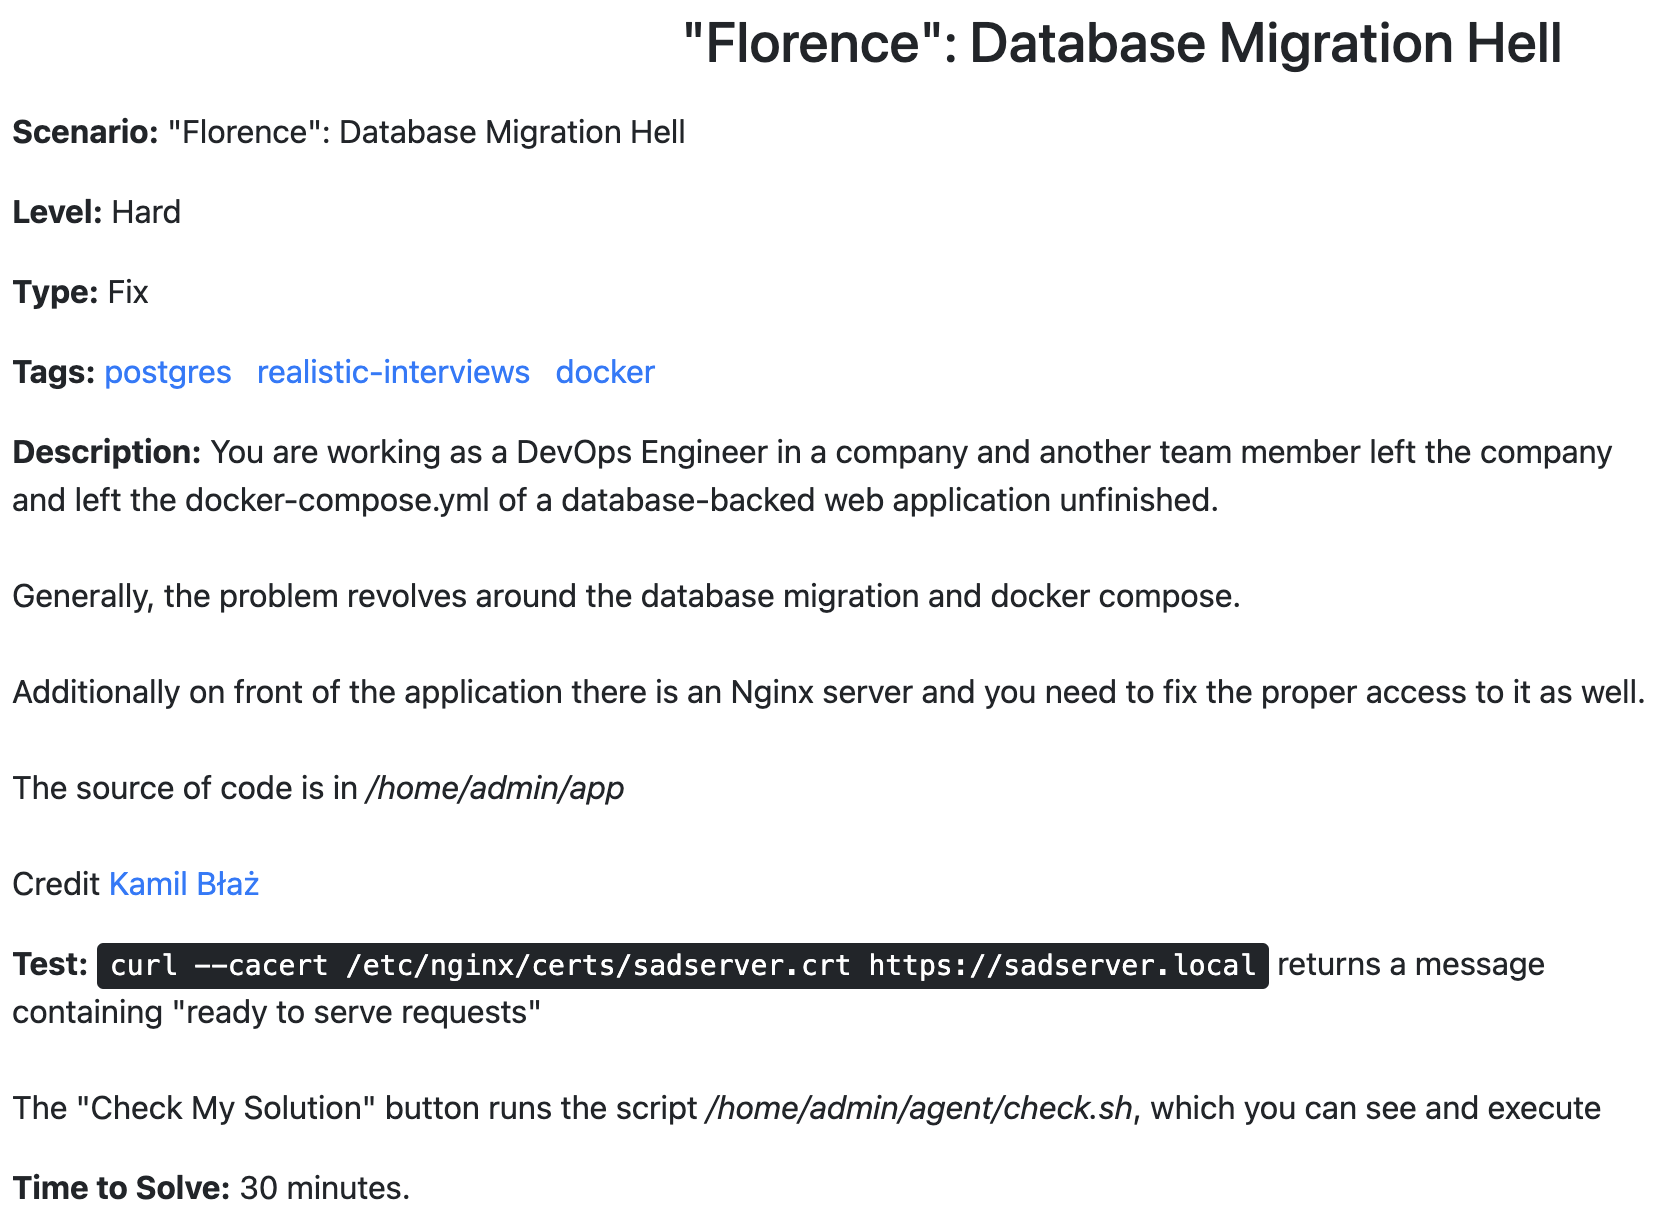 "Florence": Database Migration Hell
Scenario: "Florence": Database Migration Hell
Level: Hard
Type: Fix
Tags: postgres realistic-interviews docker
Description: You are working as a DevOps Engineer in a company and another team member left the company
and left the docker-compose.yml of a database-backed web application unfinished.
Generally, the problem revolves around the database migration and docker compose.
Additionally on front of the application there is an Nginx server and you need to fix the proper access to it as well.
The source of code is in /home/admin/app
Credit Kamil Błaż
Test: curl --cacert /etc/nginx/certs/sadserver.crt https://sadserver.local returns a message
containing "ready to serve requests"
The "Check My Solution" button runs the script /home/admin/agent/check.sh, which you can see and execute
Time to Solve: 30 minutes.